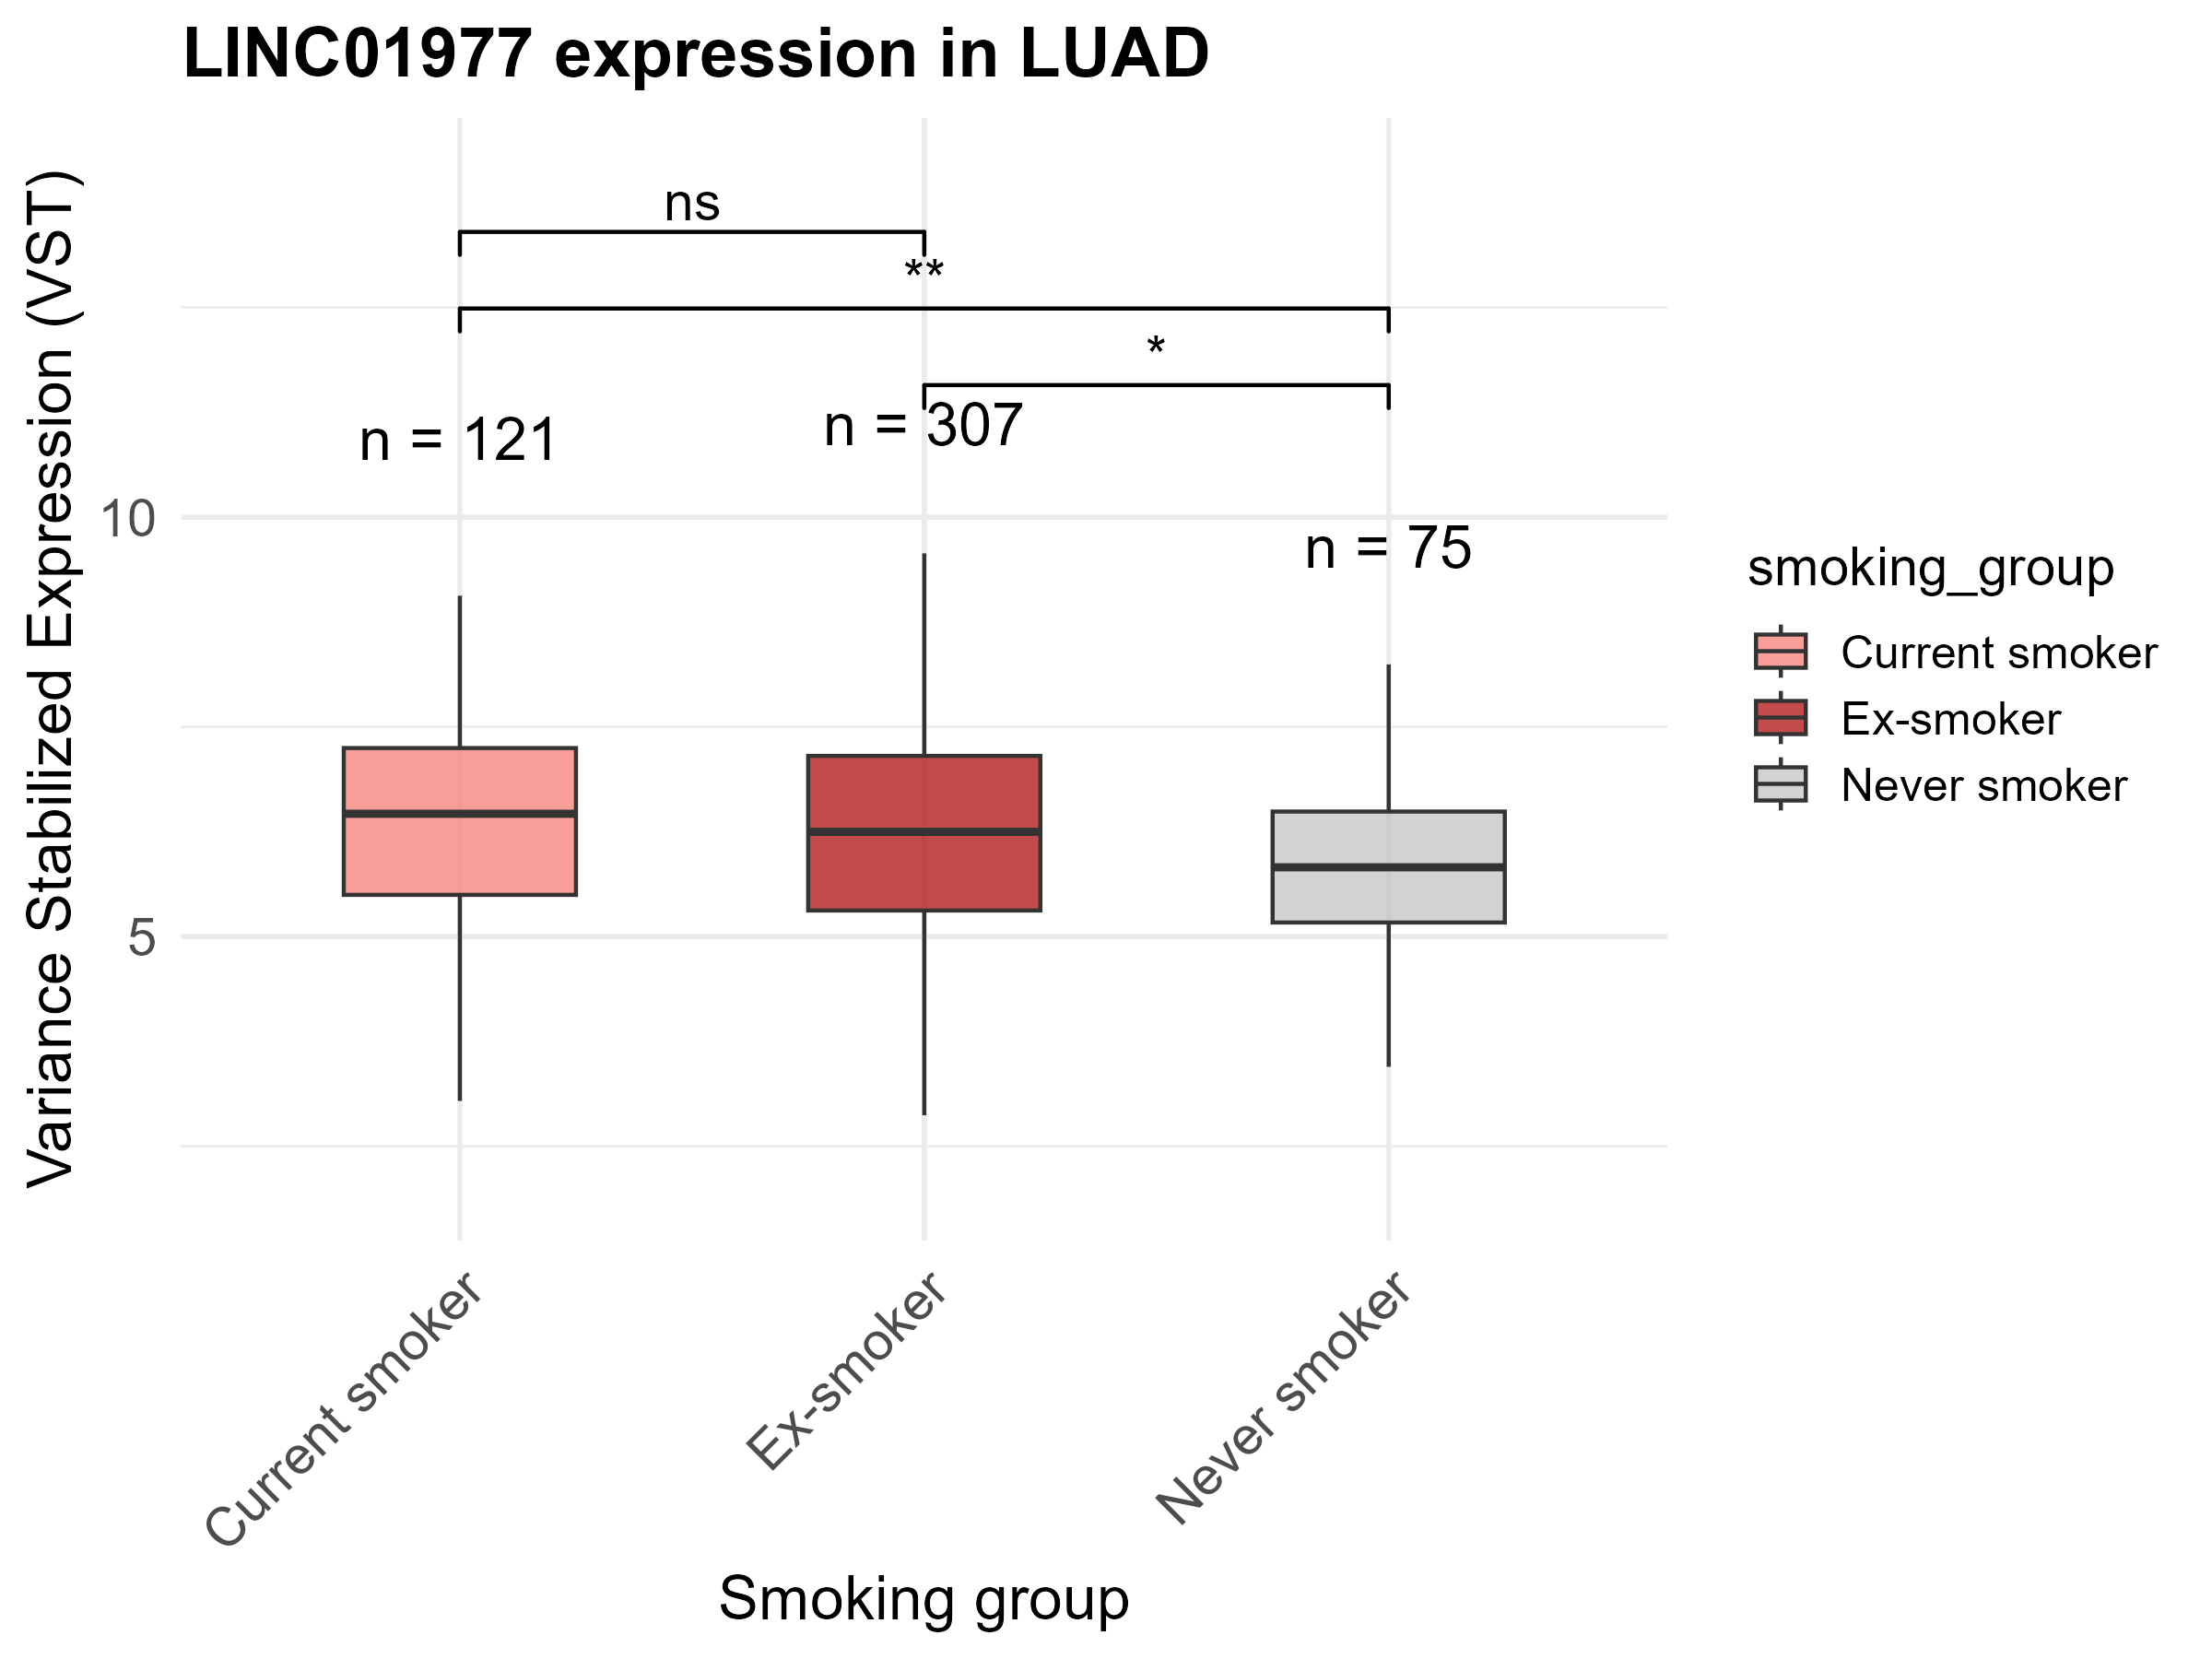 LINC01977 expression in LUAD
Variance Stabilized Expression (VST)
ns
**
*
n = 121
n = 307
n = 75
10
5
smoking_group
Current smoker
Ex-smoker
Never smoker
Current smoker
Ex-smoker
Never smoker
Smoking group